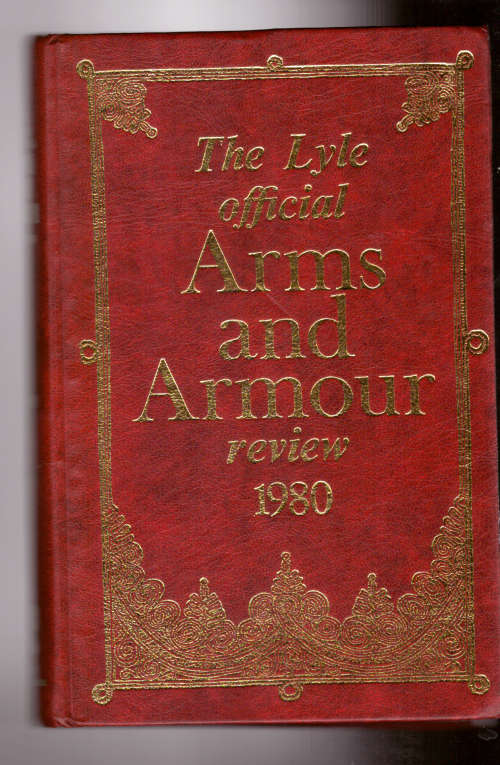 The Lyle
official
Arms
and
Armour
review
1980